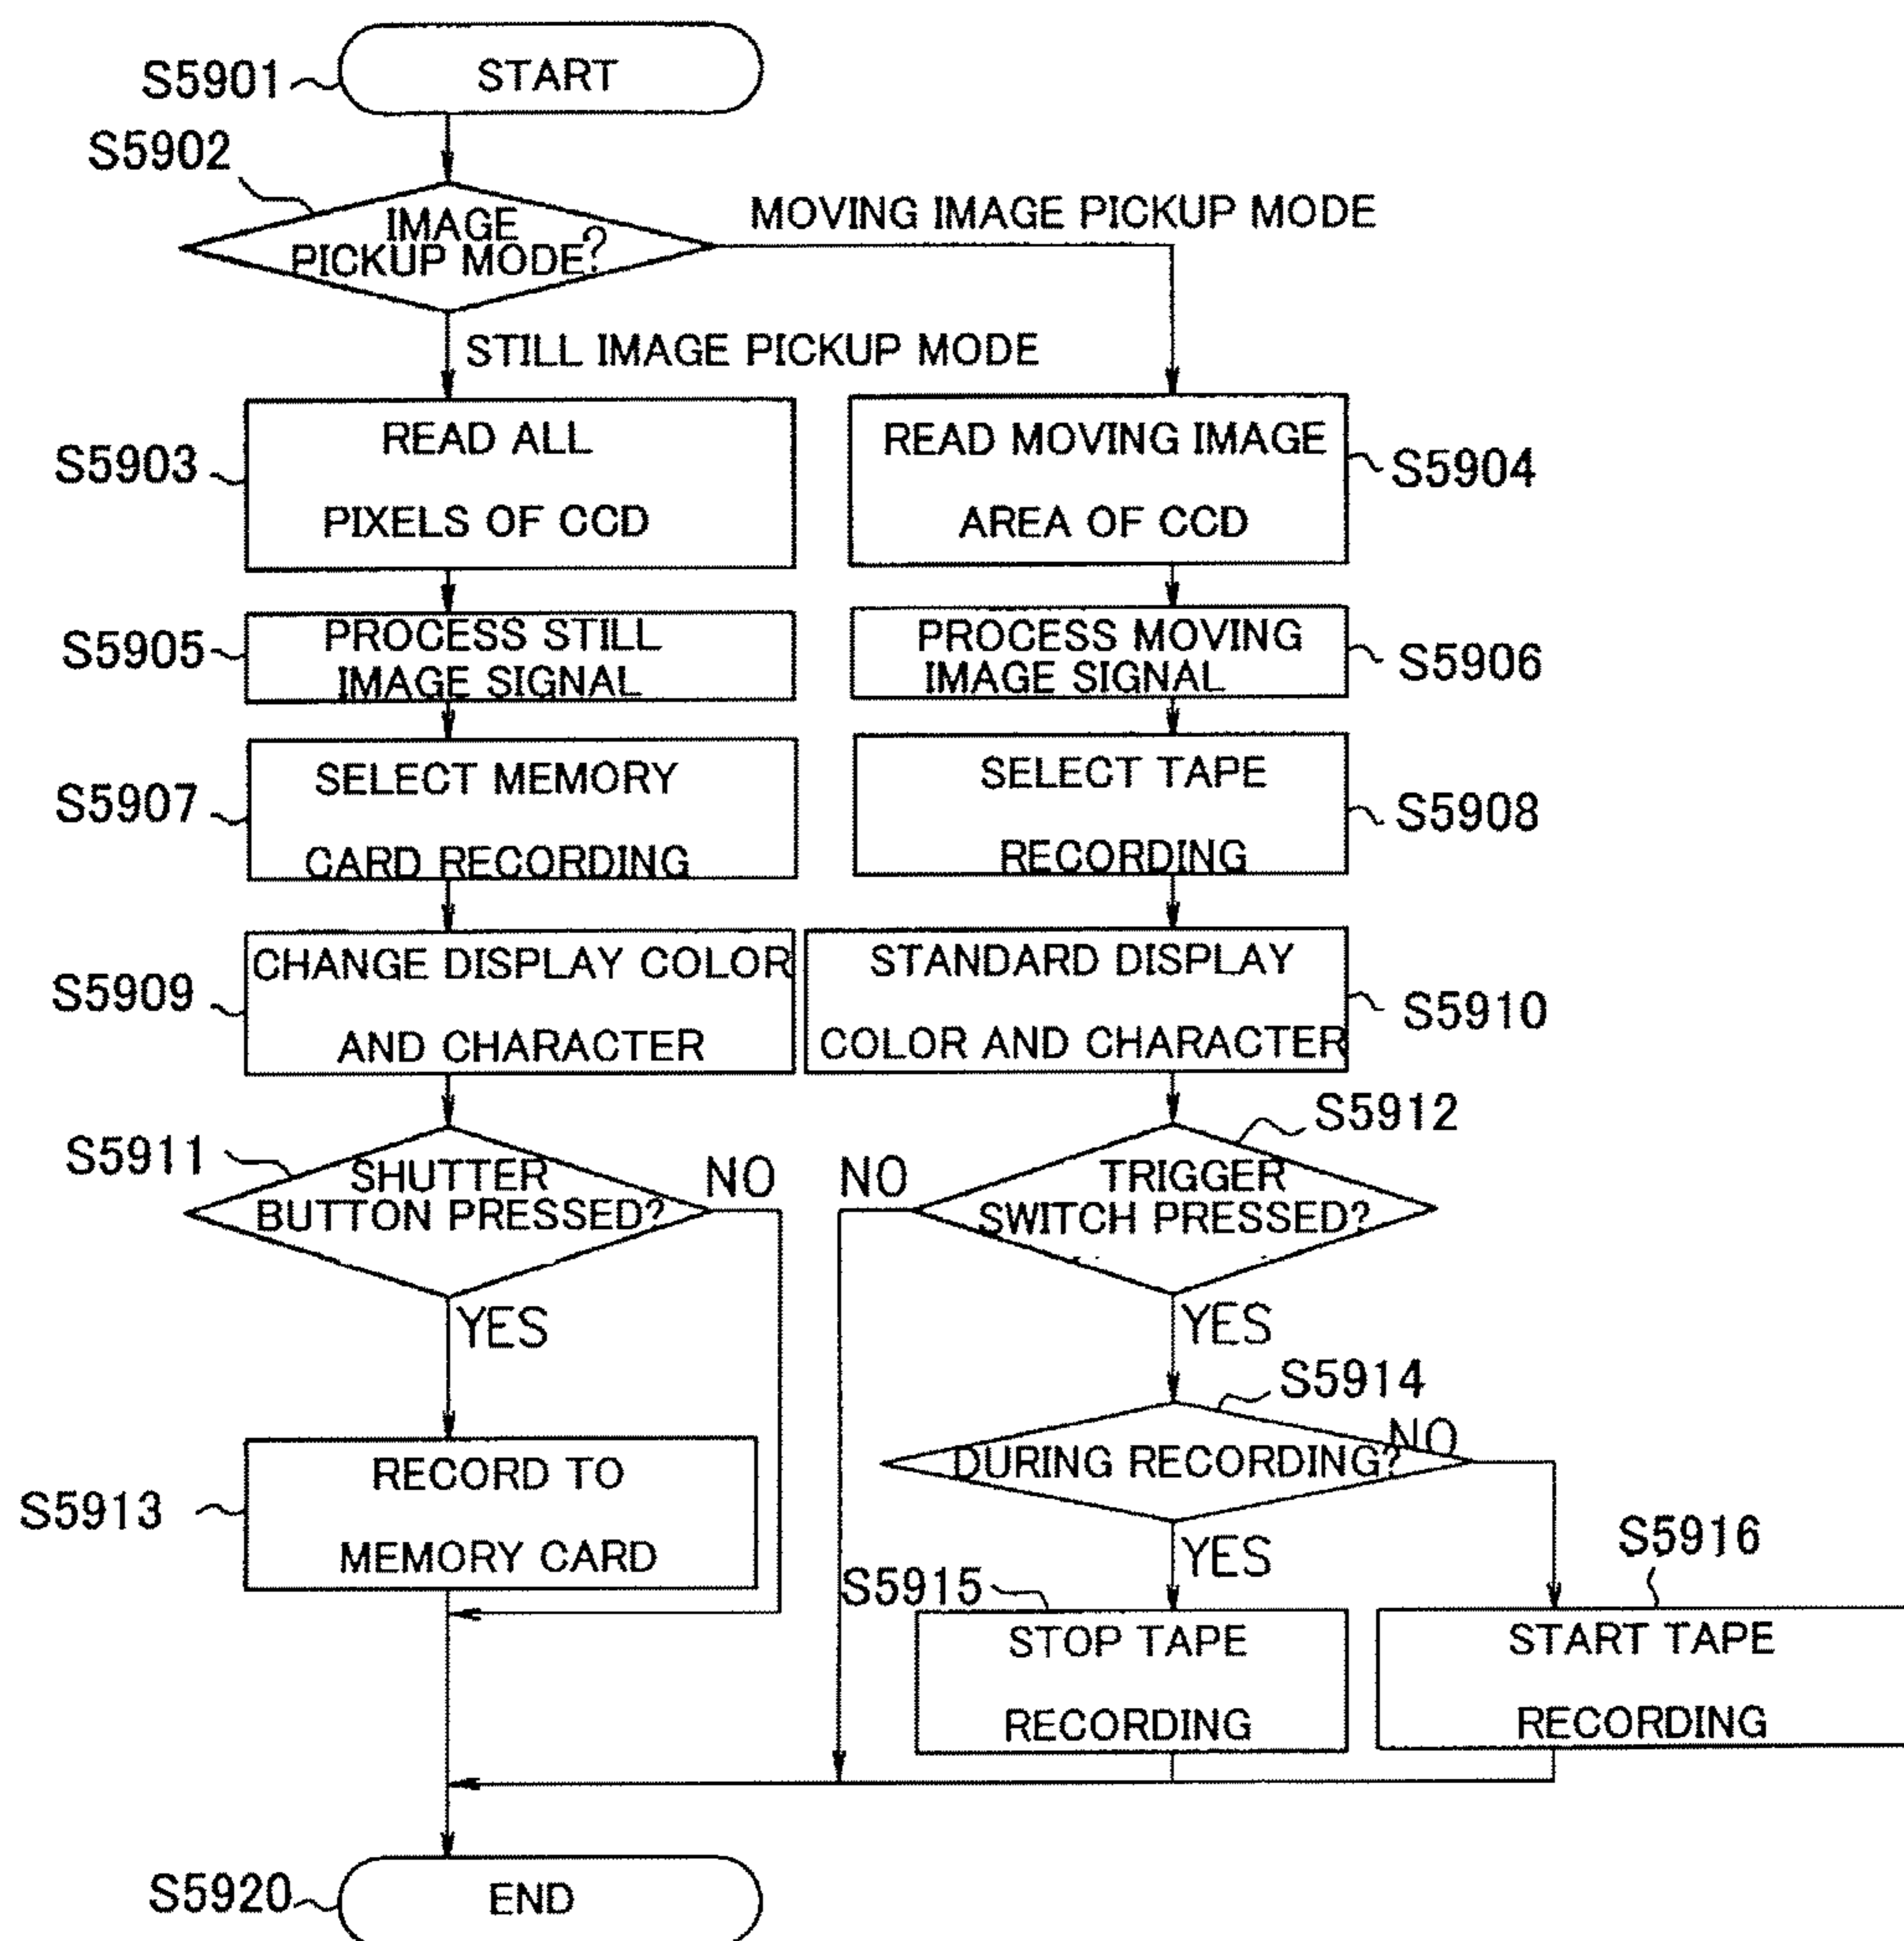 S5901
START
S5902
IMAGE
PICKUP MODE?
MOVING IMAGE PICKUP MODE
STILL IMAGE PICKUP MODE
S5903
READ ALL
PIXELS OF CCD
READ MOVING IMAGE
AREA OF CCD
S5904
S5905
PROCESS STILL
IMAGE SIGNAL
PROCESS MOVING
IMAGE SIGNAL
S5906
S5907
SELECT MEMORY
CARD RECORDING
SELECT TAPE
RECORDING
S5908
S5909
CHANGE DISPLAY COLOR
AND CHARACTER
STANDARD DISPLAY
COLOR AND CHARACTER
S5910
S5911
SHUTTER
BUTTON PRESSED?
NO
YES
S5912
NO
TRIGGER
SWITCH PRESSED?
YES
S5913
RECORD TO
MEMORY CARD
S5914
DURING RECORDING?
NO
YES
S5915
STOP TAPE
RECORDING
S5916
START TAPE
RECORDING
S5920
END